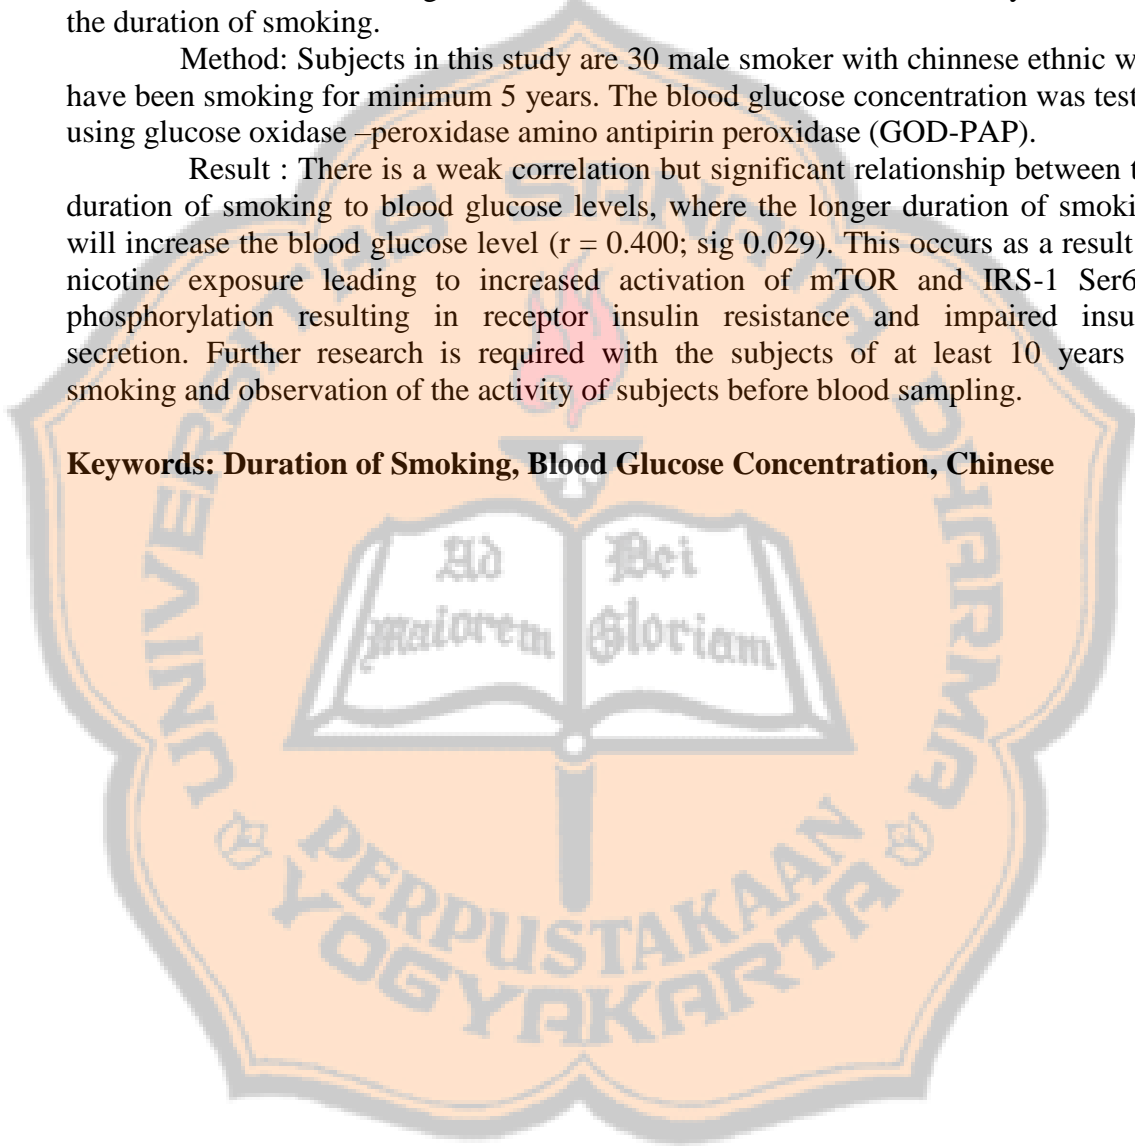 the duration of smoking.
Method: Subjects in this study are 30 male smoker with chinnese ethnic w
have been smoking for minimum 5 years. The blood glucose concentration was test
using glucose oxidase –peroxidase amino antipirin peroxidase (GOD-PAP).
Result : There is a weak correlation but significant relationship between t
duration of smoking to blood glucose levels, where the longer duration of smoki
will increase the blood glucose level (r = 0.400; sig 0.029). This occurs as a result
nicotine exposure leading to increased activation of mTOR and IRS-1 Ser6
phosphorylation resulting in receptor insulin resistance and impaired insu
secretion. Further research is required with the subjects of at least 10 years
smoking and observation of the activity of subjects before blood sampling.
Keywords: Duration of Smoking, Blood Glucose Concentration, Chinese
UNIVERSITAS SANATA DHARMA
Ad Dei
maiorem Gloriam
PERPUSTAKAAN
YOGYAKARTA